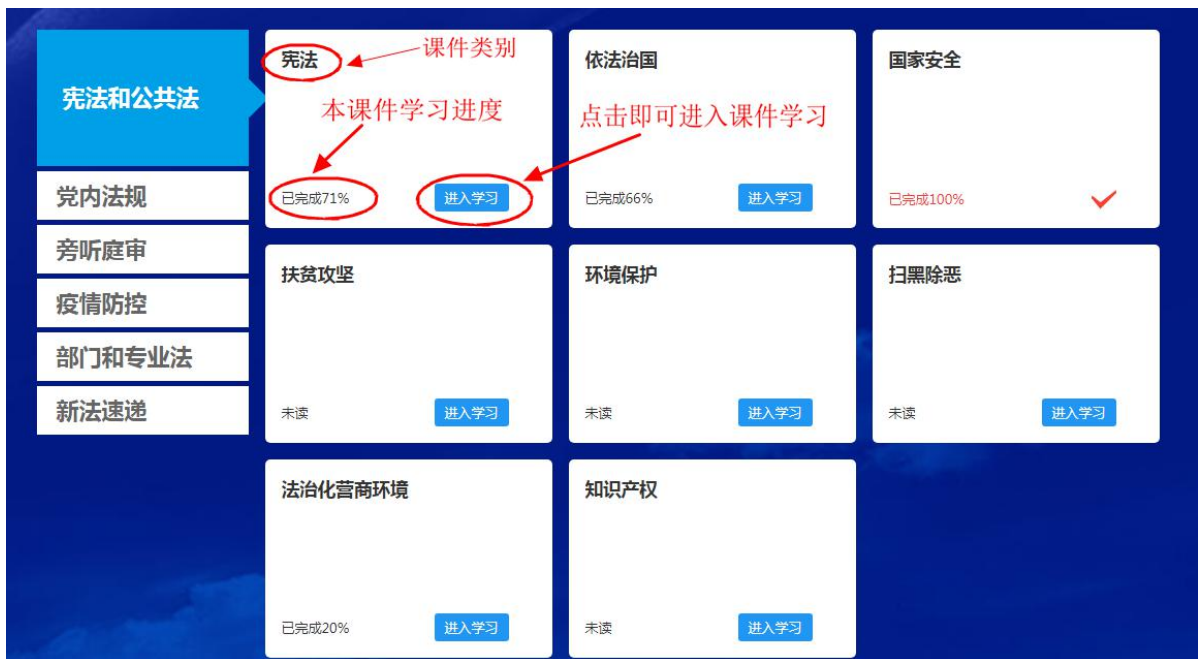 宪法和公共法
党内法规
旁听庭审
疫情防控
部门和专业法
新法速递
宪法
课件类别
本课件学习进度
已完成71%
进入学习
依法治国
点击即可进入课件学习
已完成66%
进入学习
国家安全
已完成100%
扶贫攻坚
未读
进入学习
环境保护
未读
进入学习
扫黑除恶
未读
进入学习
法治化营商环境
已完成20%
进入学习
知识产权
未读
进入学习